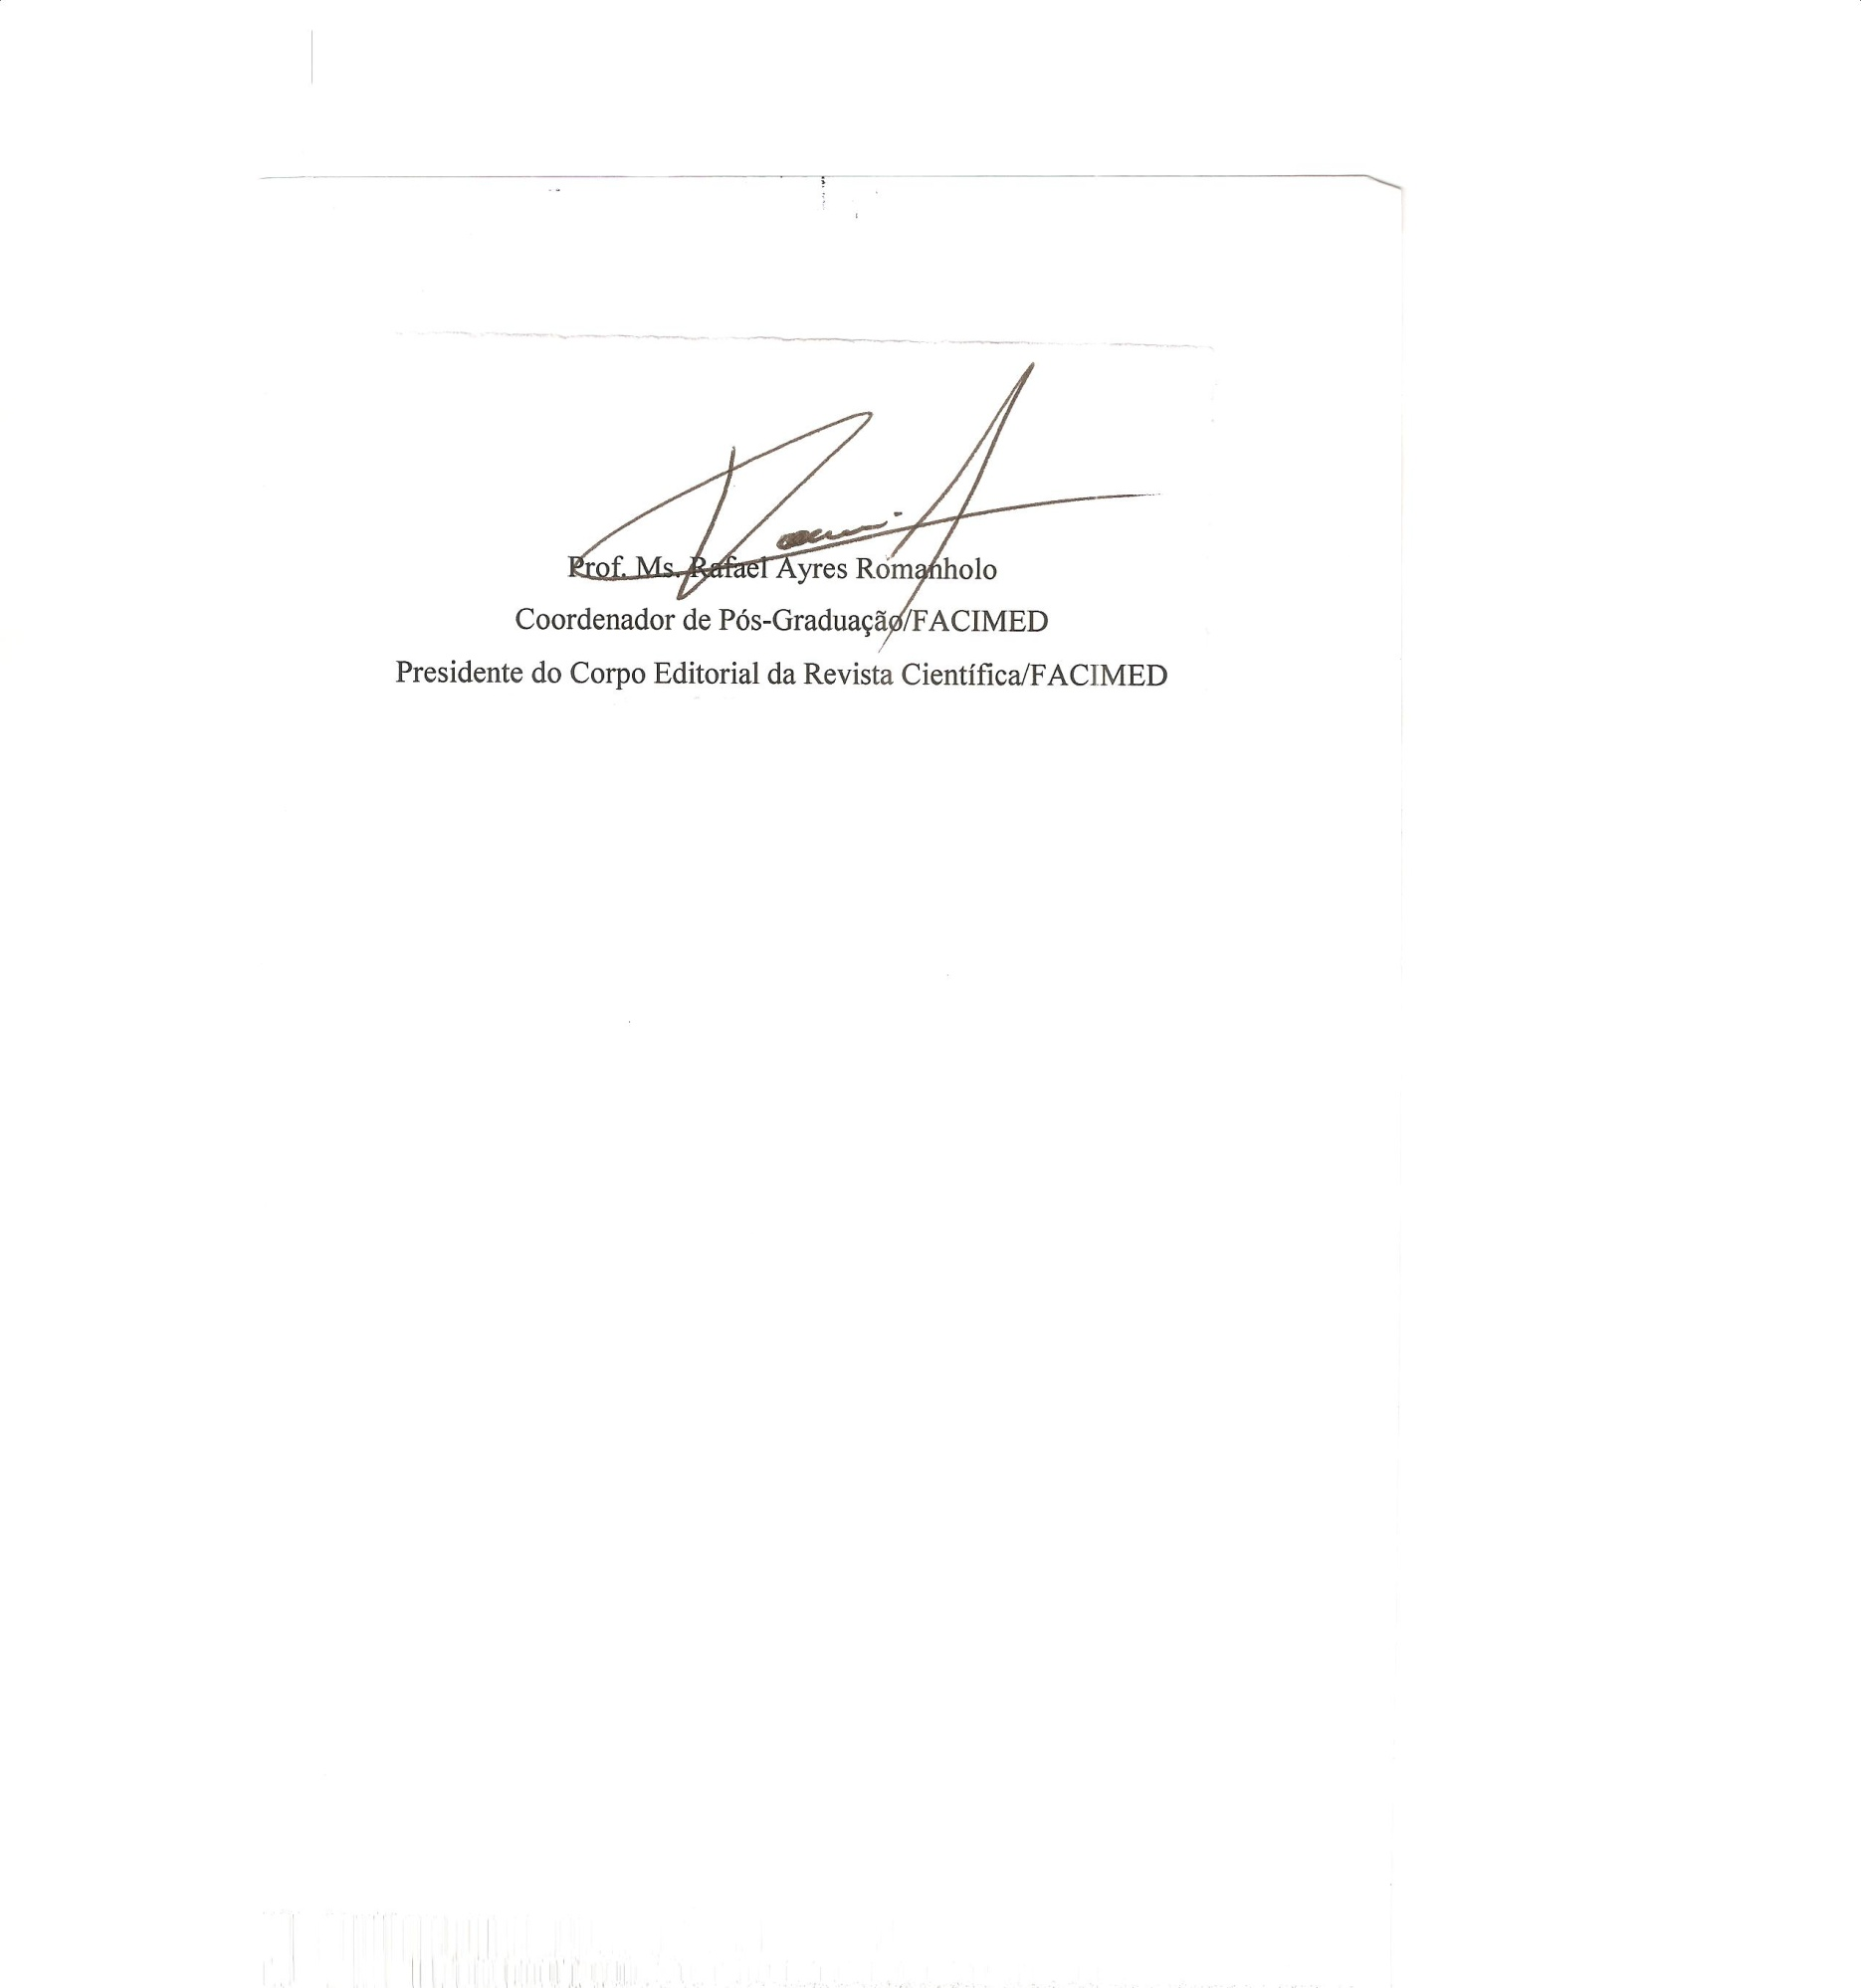 Prof. Ms. Rafael Ayres Romanholo
Coordenador de Pós-Graduação/FACIMED
Presidente do Corpo Editorial da Revista Científica/FACIMED